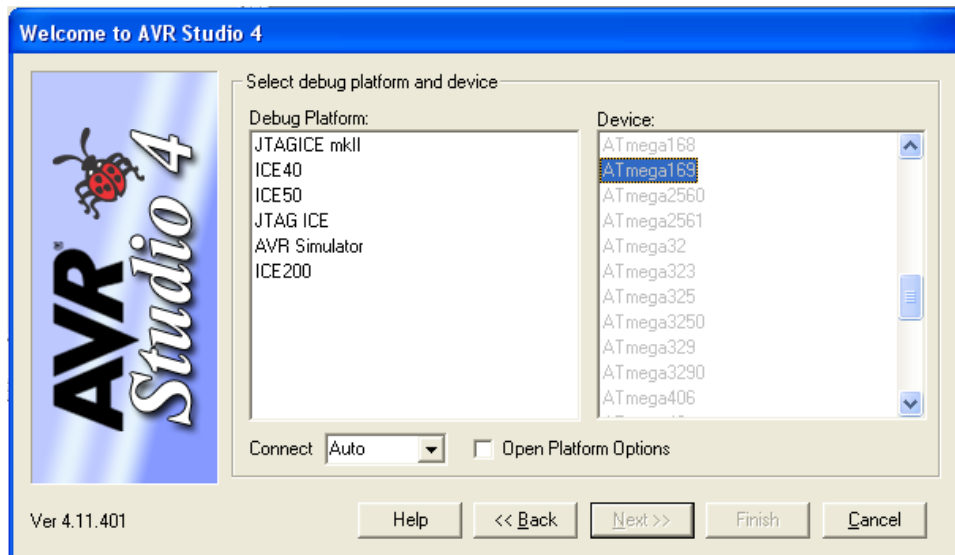 Welcome to AVR Studio 4
AVR®
Studio 4
Select debug platform and device
Debug Platform:
JTAGICE mkII
ICE40
ICE50
JTAG ICE
AVR Simulator
ICE200
Device:
ATmega168
ATmega169
ATmega2560
ATmega2561
ATmega32
ATmega323
ATmega325
ATmega3250
ATmega329
ATmega3290
ATmega406
Connect Auto Open Platform Options
Ver 4.11.401
Help << Back Next >> Finish Cancel